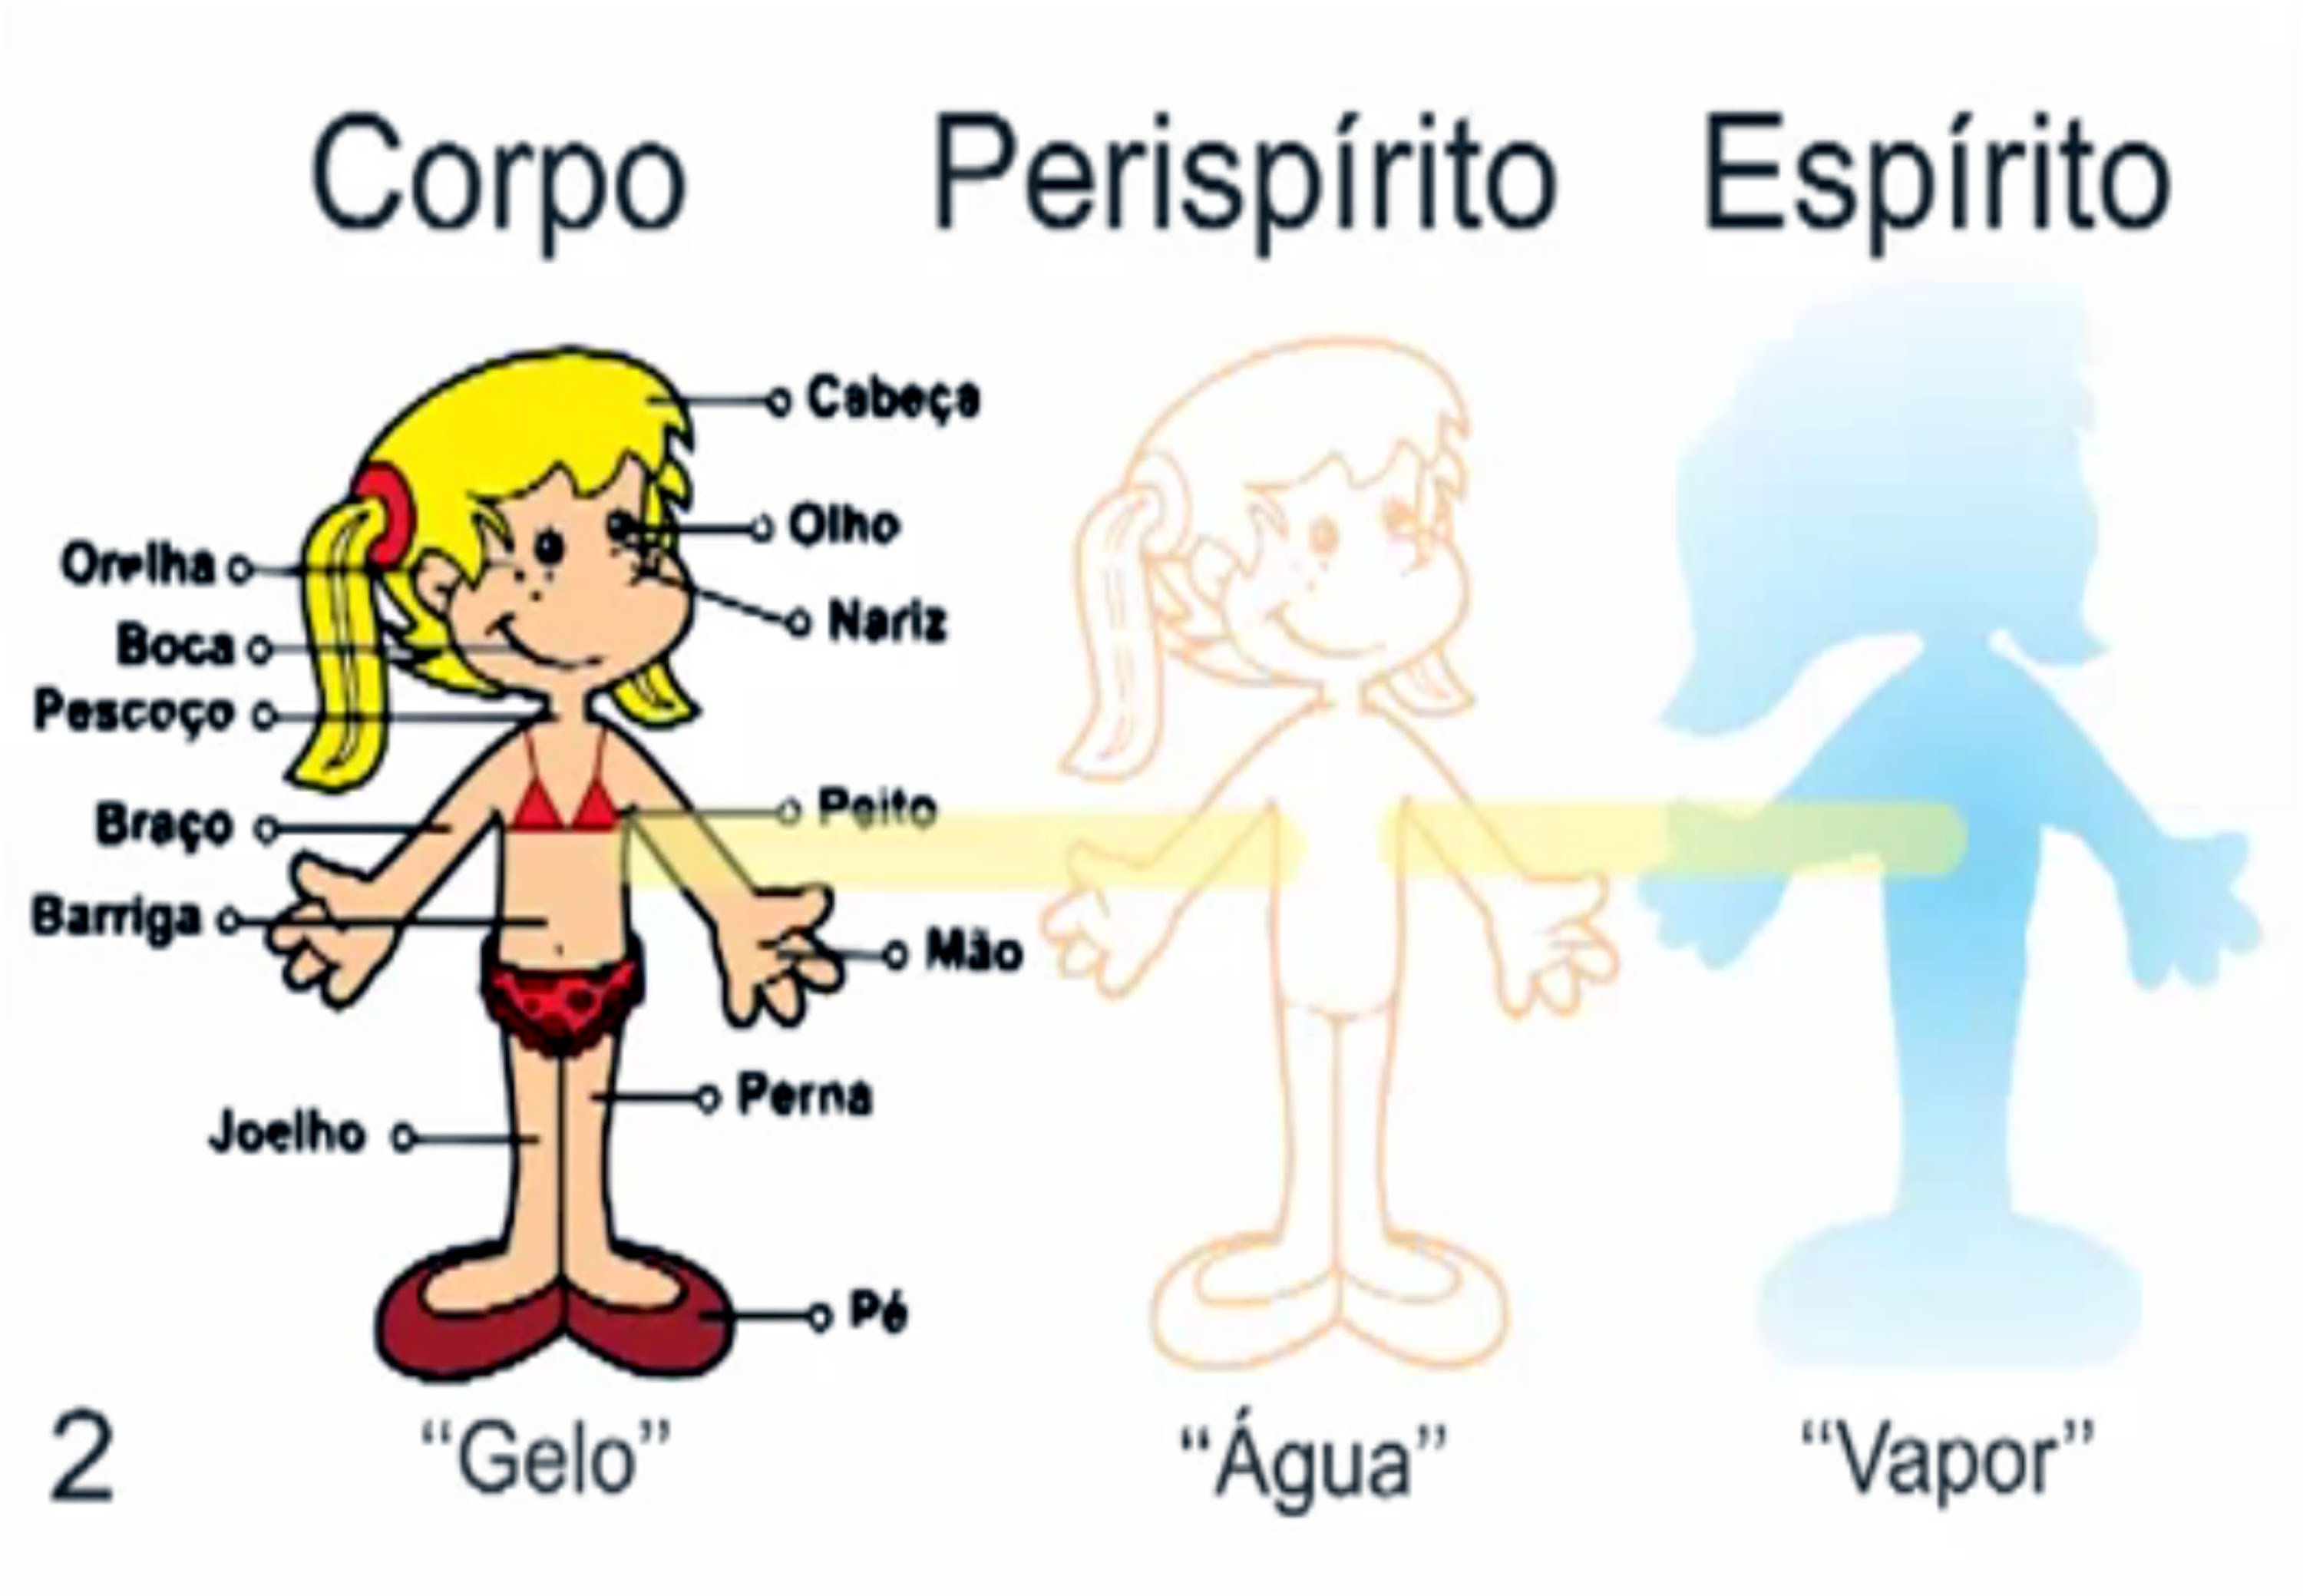 Corpo Perispírito Espírito
Cabeça
Olho
Orelha
Nariz
Boca
Pescoço
Peito
Braço
Barriga
Mão
Perna
Joelho
Pé
2 “Gelo” “Água” “Vapor”